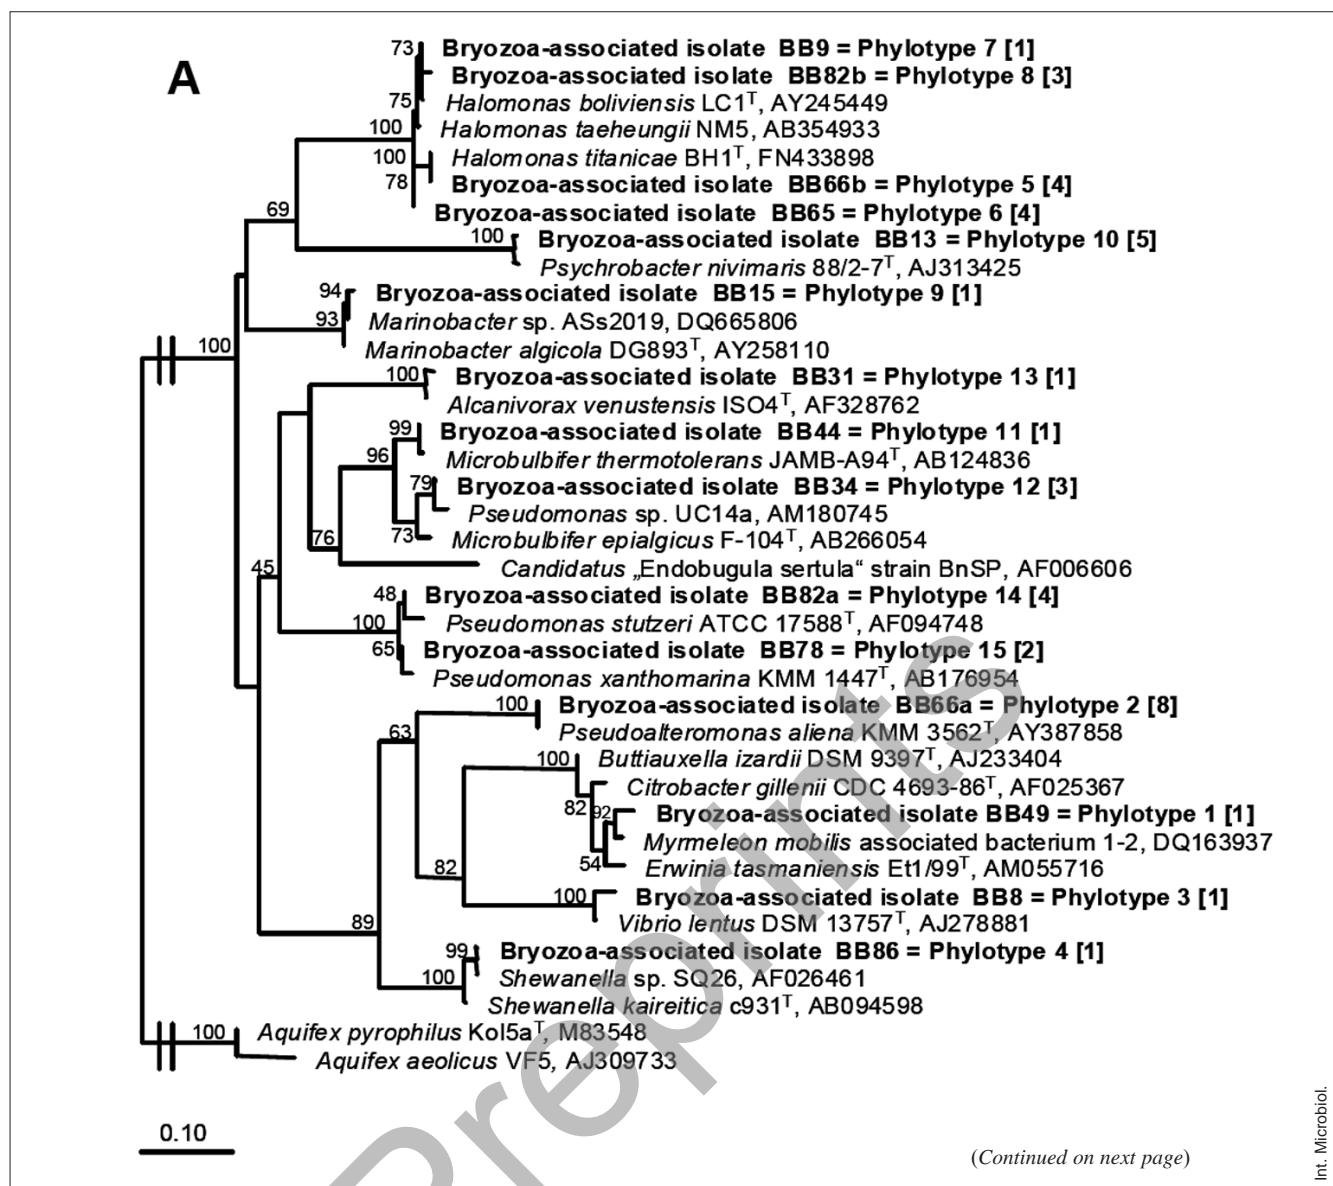 A
73 Bryozoa-associated isolate BB9 = Phylotype 7 [1]
Bryozoa-associated isolate BB82b = Phylotype 8 [3]
75 Halomonas boliviensis LC1T, AY245449
100 Halomonas taeheungii NM5, AB354933
100 Halomonas titanicae BH1T, FN433898
78 Bryozoa-associated isolate BB66b = Phylotype 5 [4]
69 Bryozoa-associated isolate BB65 = Phylotype 6 [4]
100 Bryozoa-associated isolate BB13 = Phylotype 10 [5]
Psychrobacter nivimaris 88/2-7T, AJ313425
94 Bryozoa-associated isolate BB15 = Phylotype 9 [1]
93 Marinobacter sp. ASs2019, DQ665806
100 Marinobacter algicola DG893T, AY258110
100 Bryozoa-associated isolate BB31 = Phylotype 13 [1]
Alcanivorax venustensis ISO4T, AF328762
99 Bryozoa-associated isolate BB44 = Phylotype 11 [1]
96 Microbulbifer thermotolerans JAMB-A94T, AB124836
79 Bryozoa-associated isolate BB34 = Phylotype 12 [3]
Pseudomonas sp. UC14a, AM180745
76 73 Microbulbifer epialgicus F-104T, AB266054
45 Candidatus „Endobugula sertula“ strain BnSP, AF006606
48 Bryozoa-associated isolate BB82a = Phylotype 14 [4]
100 Pseudomonas stutzeri ATCC 17588T, AF094748
65 Bryozoa-associated isolate BB78 = Phylotype 15 [2]
Pseudomonas xanthomarina KMM 1447T, AB176954
100 Bryozoa-associated isolate BB66a = Phylotype 2 [8]
63 Pseudoalteromonas aliena KMM 3562T, AY387858
100 Buttiauxella izardii DSM 9397T, AJ233404
Citrobacter gillenii CDC 4693-86T, AF025367
82 92 Bryozoa-associated isolate BB49 = Phylotype 1 [1]
Myrmeleon mobilis associated bacterium 1-2, DQ163937
82 54 Erwinia tasmaniensis Et1/99T, AM055716
100 Bryozoa-associated isolate BB8 = Phylotype 3 [1]
89 Vibrio lentus DSM 13757T, AJ278881
99 Bryozoa-associated isolate BB86 = Phylotype 4 [1]
100 Shewanella sp. SQ26, AF026461
Shewanella kaireitica c931T, AB094598
100 Aquifex pyrophilus Kol5aT, M83548
Aquifex aeolicus VF5, AJ309733
0.10
(Continued on next page)
Int. Microbiol.
Preprints